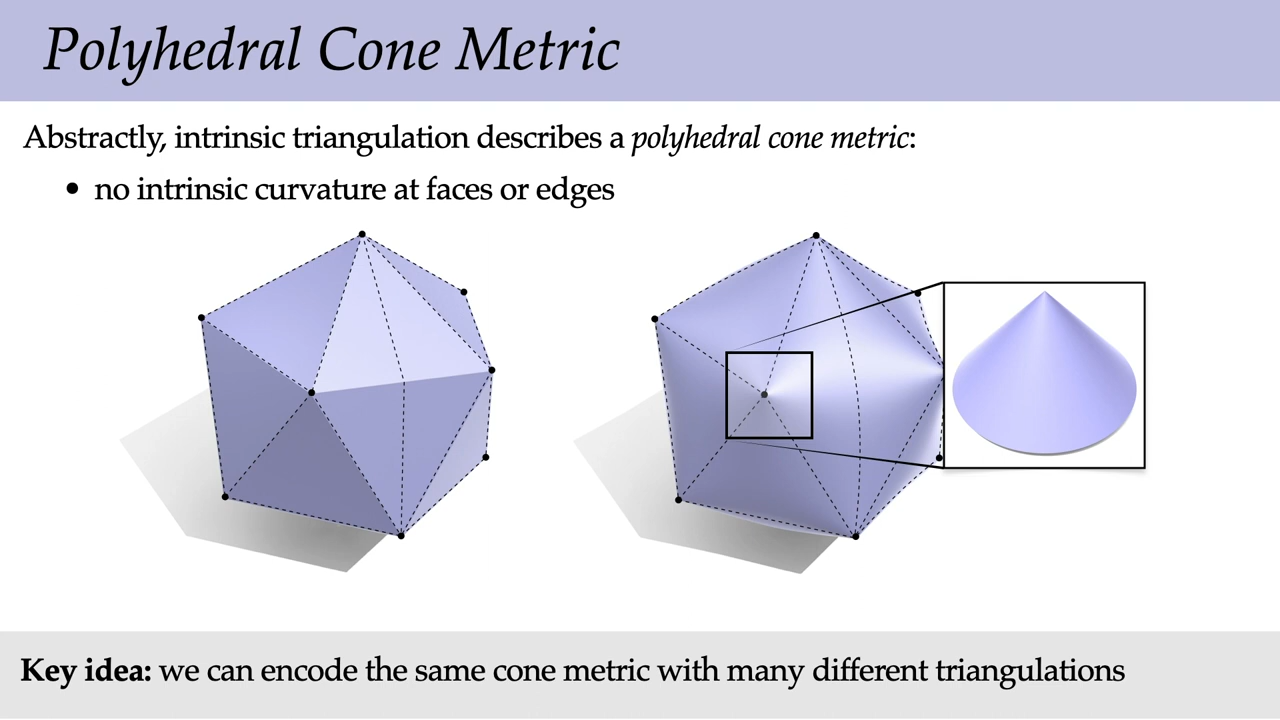 Polyhedral Cone Metric
Abstractly, intrinsic triangulation describes a polyhedral cone metric:
• no intrinsic curvature at faces or edges
Key idea: we can encode the same cone metric with many different triangulations